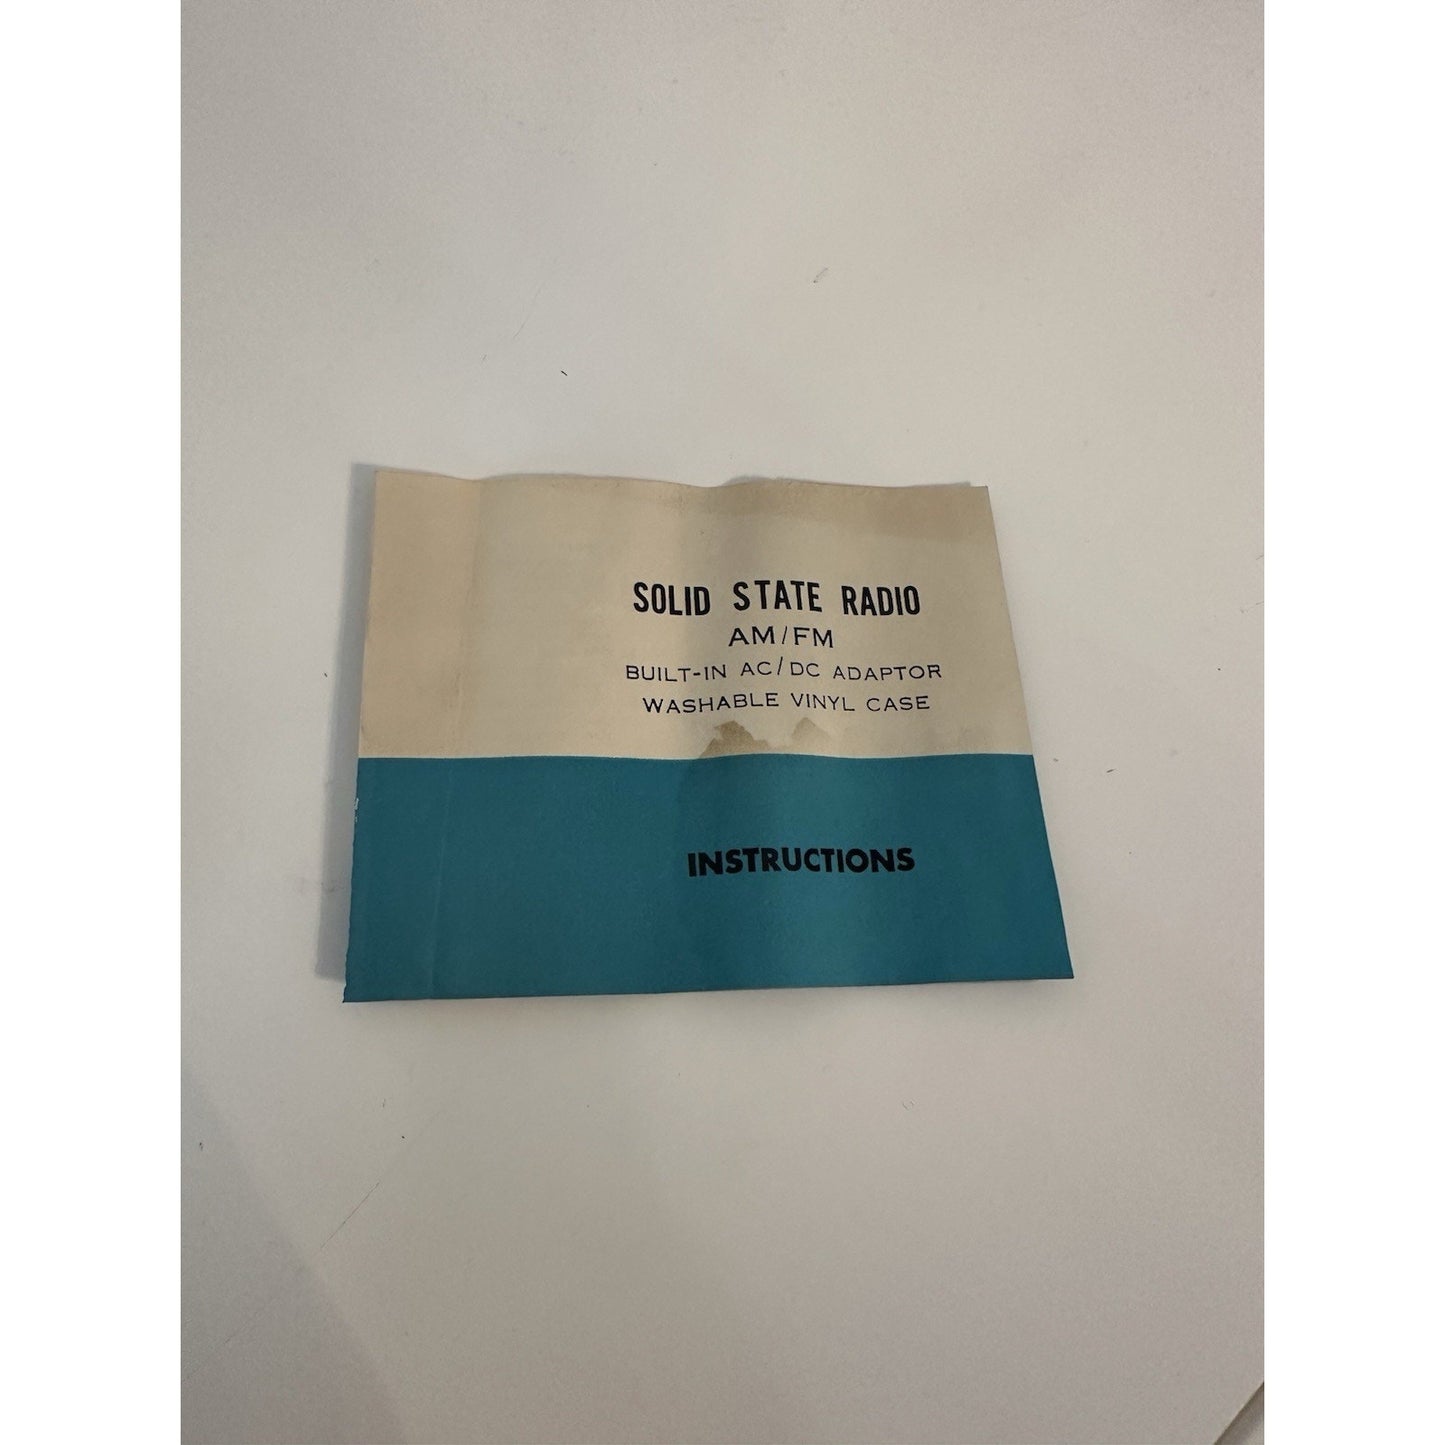 SOLID STATE RADIO
AM/FM
BUILT-IN AC/DC ADAPTOR
WASHABLE VINYL CASE
INSTRUCTIONS